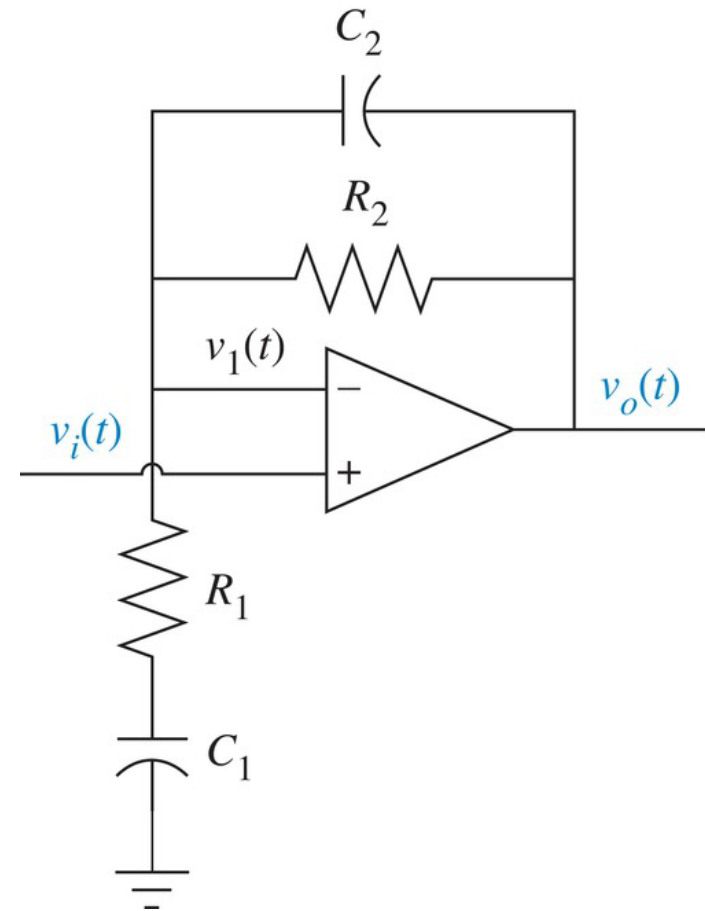 C₂
R₂
v₁(t)
−
vᵢ(t)
vₒ(t)
+
R₁
C₁